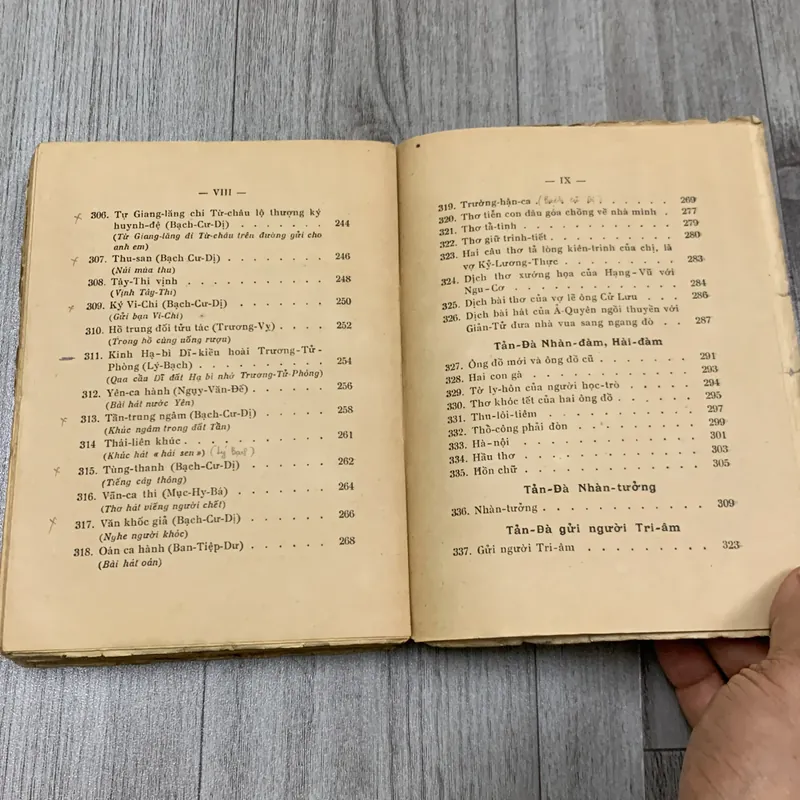 — VIII —
306. Tự Giang-lăng chi Từ-châu lộ thượng ký
huynh-đệ (Bạch-Cư-Dị) . . . . . . . 244
(Từ Giang-lăng đi Từ-châu trên đường gửi cho
anh em)
307. Thu-san (Bạch Cư-Dị) . . . . . . . 246
(Núi mùa thu)
308. Tây-Thi vịnh . . . . . . . . . 248
(Vịnh Tây-Thi)
309. Ký Vi-Chi (Bạch-Cư-Dị) . . . . . . . 250
(Gửi bạn Vi-Chi)
310. Hồ trung đối tửu tác (Trương-Vỵ) . . . . 252
(Trong hồ cùng uống rượu)
311. Kinh Hạ-bì Dĩ-kiều hoài Trương-Tử-
Phòng (Lý-Bạch) . . . . . . . . 254
(Qua cầu Dĩ đất Hạ bì nhớ Trương-Tử-Phòng)
312. Yên-ca hành (Ngụy-Văn-Đế) . . . . . . 256
(Bài hát nước Yên)
313. Tần-trung ngâm (Bạch-Cư-Dị) . . . . . 258
(Khúc ngâm trong đất Tần)
314 Thái-liên khúc . . . . . . . . . 261
(Khúc hát « hái sen ») (Lý Bạch)
315. Tùng-thanh (Bạch-Cư-Dị) . . . . . . 262
(Tiếng cây thông)
316. Vãn-ca thi (Mục-Hy-Bá) . . . . . . . 264
(Thơ hát viếng người chết)
317. Văn khốc giả (Bạch-Cư-Dị) . . . . . . 266
(Nghe người khóc)
318. Oán ca hành (Ban-Tiệp-Dư) . . . . . . 268
(Bài hát oán)
— IX —
319. Trường-hận-ca . . . . . 269
320. Thơ tiễn con dâu góa chồng về nhà mình . 277
321. Thơ tả-tình . . . . . . . . . 279
322. Thơ giữ trinh-tiết . . . . . . . . 280
323. Hai câu thơ tả lòng kiên-trinh của chị, là
vợ Kỷ-Lương-Thực . . . . . . . . 283
324. Dịch thơ xướng họa của Hạng-Vũ với
Ngu-Cơ . . . . . . . . . . 284
325. Dịch bài thơ của vợ lẽ ông Cử Lưu . . . 286
326. Dịch bài hát của Ả-Quyên ngồi thuyền với
Giản-Tử đưa nhà vua sang ngang đò . . . 287
Tản-Đà Nhàn-đàm, Hài-đàm
327. Ông đồ mới và ông đồ cũ . . . . . . 291
328. Hai con gà . . . . . . . . . 293
329. Tờ ly-hôn của người học-trò . . . . . 294
330. Thơ khóc tết của hai ông đồ . . . . . 295
331. Thu-lôi-tiêm . . . . . . . . . 297
332. Thồ-công phải đòn . . . . . . . . 299
333. Hà-nội . . . . . . . . . . 301
334. Hầu thơ . . . . . . . . . . 303
335. Hồn chữ . . . . . . . . . . 305
Tản-Đà Nhàn-tưởng
336. Nhàn-tưởng . . . . . . . . . 309
Tản-Đà gửi người Tri-âm
337. Gửi người Tri-âm . . . . . . . . 323